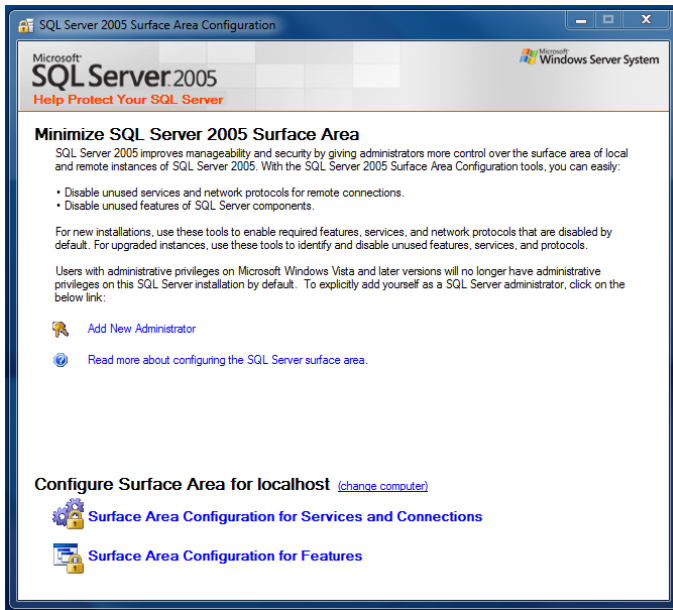 SQL Server 2005 Surface Area Configuration
Microsoft
SQL Server 2005
Help Protect Your SQL Server
Microsoft
Windows Server System
Minimize SQL Server 2005 Surface Area
SQL Server 2005 improves manageability and security by giving administrators more control over the surface area of local
and remote instances of SQL Server 2005. With the SQL Server 2005 Surface Area Configuration tools, you can easily:
• Disable unused services and network protocols for remote connections.
• Disable unused features of SQL Server components.
For new installations, use these tools to enable required features, services, and network protocols that are disabled by
default. For upgraded instances, use these tools to identify and disable unused features, services, and protocols.
Users with administrative privileges on Microsoft Windows Vista and later versions will no longer have administrative
privileges on this SQL Server installation by default. To explicitly add yourself as a SQL Server administrator, click on the
below link:
Add New Administrator
Read more about configuring the SQL Server surface area.
Configure Surface Area for localhost (change computer)
Surface Area Configuration for Services and Connections
Surface Area Configuration for Features